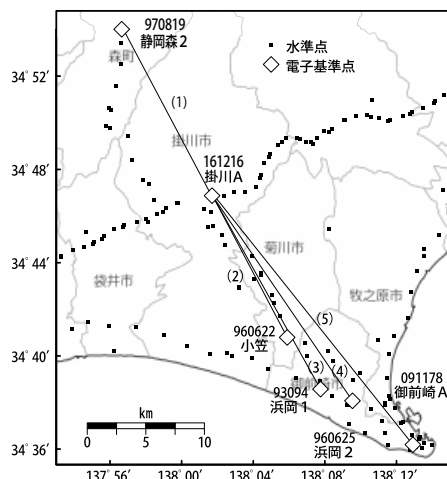 970819
静岡森2
水準点
電子基準点
34°52′
森町
(1)
掛川市
34°48′
161216
掛川A
菊川市
34°44′
(2)
袋井市
牧之原市
960622
小笠
(5)
34°40′
(3)
(4)
御前崎市
091178
御前崎A
93094
浜岡1
km
0 5 10
960625
浜岡2
34°36′
137°56′ 138°00′ 138°04′ 138°08′ 138°12′